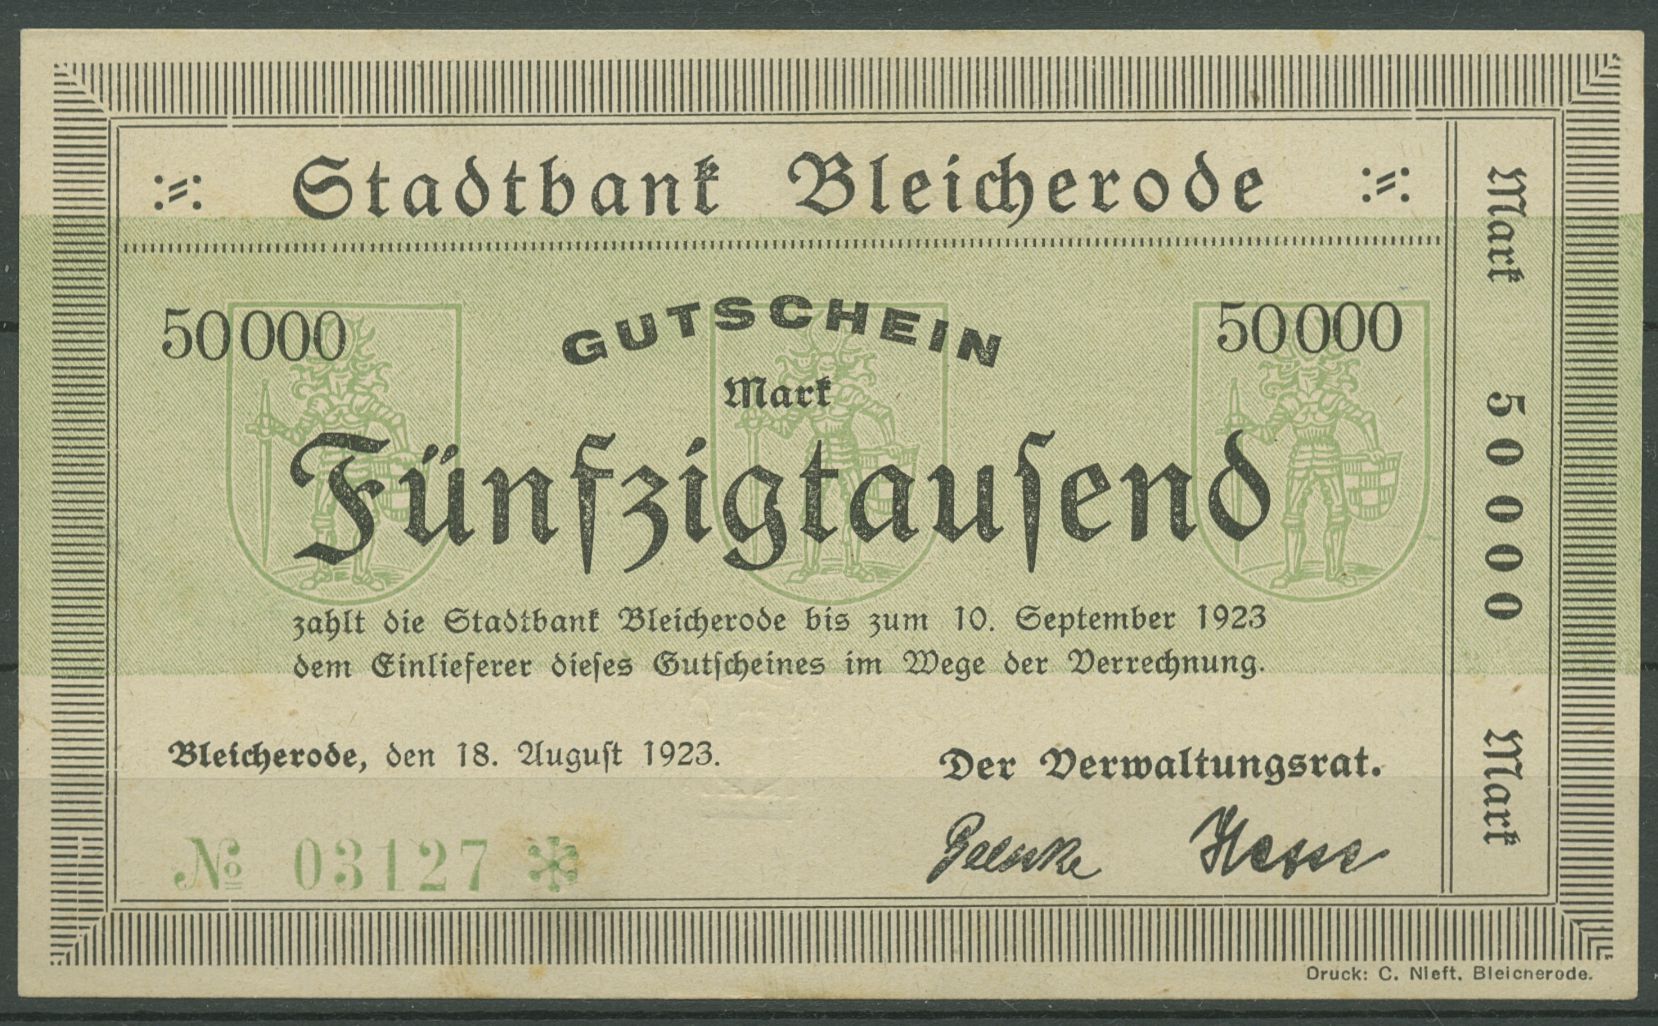 Stadtbank Bleicherode
50000
GUTSCHEIN
50000
Mark
Fünfzigtausend
zahlt die Stadtbank Bleicherode bis zum 10. September 1923
dem Einlieferer dieses Gutscheines im Wege der Verrechnung.
Bleicherode, den 18. August 1923.
Der Verwaltungsrat.
Hesse
№ 03127 *
Mark 50000 Mark
Druck: C. Nieft, Bleicherode.